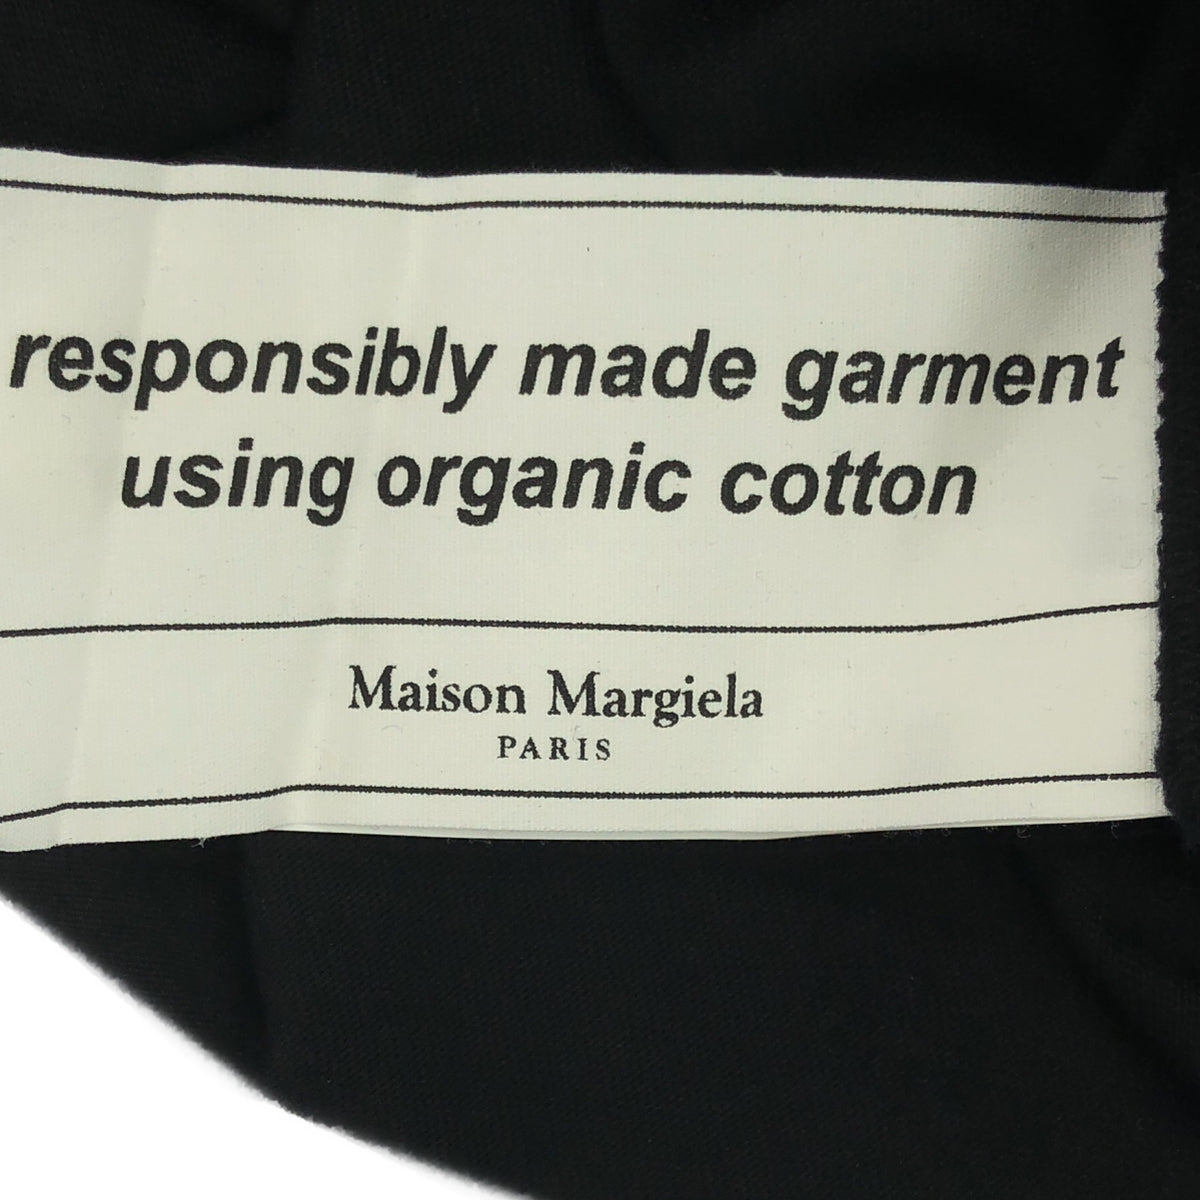 responsibly made garment
using organic cotton
Maison Margiela
PARIS